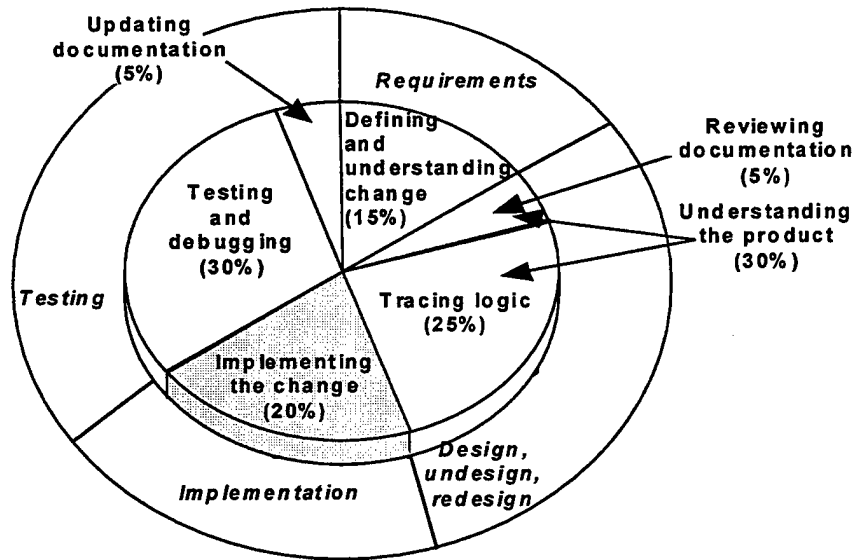 Updating
documentation
(5%)
Requirements
Defining
and
understanding
change
(15%)
Reviewing
documentation
(5%)
Understanding
the product
(30%)
Testing
and
debugging
(30%)
Testing
Tracing logic
(25%)
Implementing
the change
(20%)
Design,
undesign,
redesign
Implementation